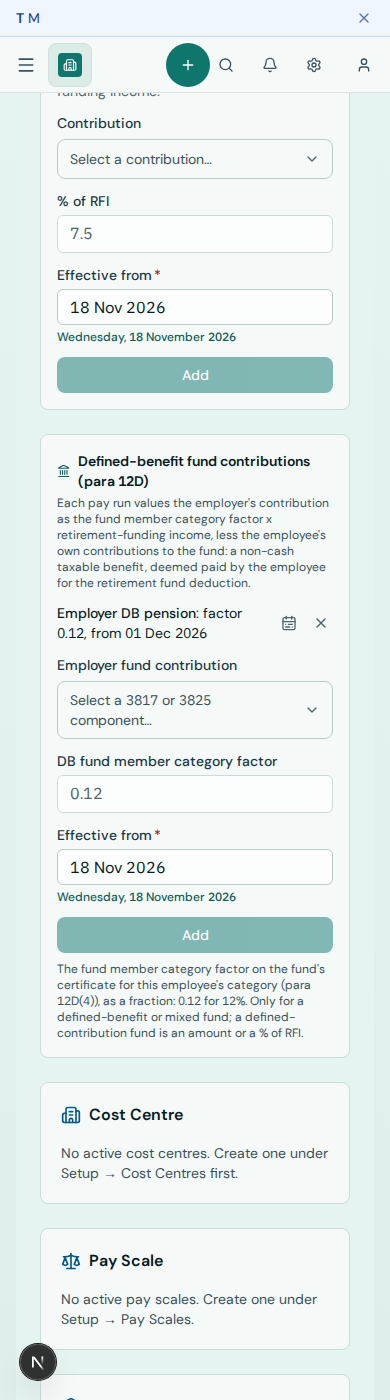 T M
funding income.
Contribution
Select a contribution...
% of RFI
7.5
Effective from *
18 Nov 2026
Wednesday, 18 November 2026
Add
Defined-benefit fund contributions
(para 12D)
Each pay run values the employer's contribution
as the fund member category factor x
retirement-funding income, less the employee's
own contributions to the fund: a non-cash
taxable benefit, deemed paid by the employee
for the retirement fund deduction.
Employer DB pension: factor
0.12, from 01 Dec 2026
Employer fund contribution
Select a 3817 or 3825
component...
DB fund member category factor
0.12
Effective from *
18 Nov 2026
Wednesday, 18 November 2026
Add
The fund member category factor on the fund's
certificate for this employee's category (para
12D(4)), as a fraction: 0.12 for 12%. Only for a
defined-benefit or mixed fund; a defined-
contribution fund is an amount or a % of RFI.
Cost Centre
No active cost centres. Create one under
Setup → Cost Centres first.
Pay Scale
No active pay scales. Create one under
Setup → Pay Scales.
N